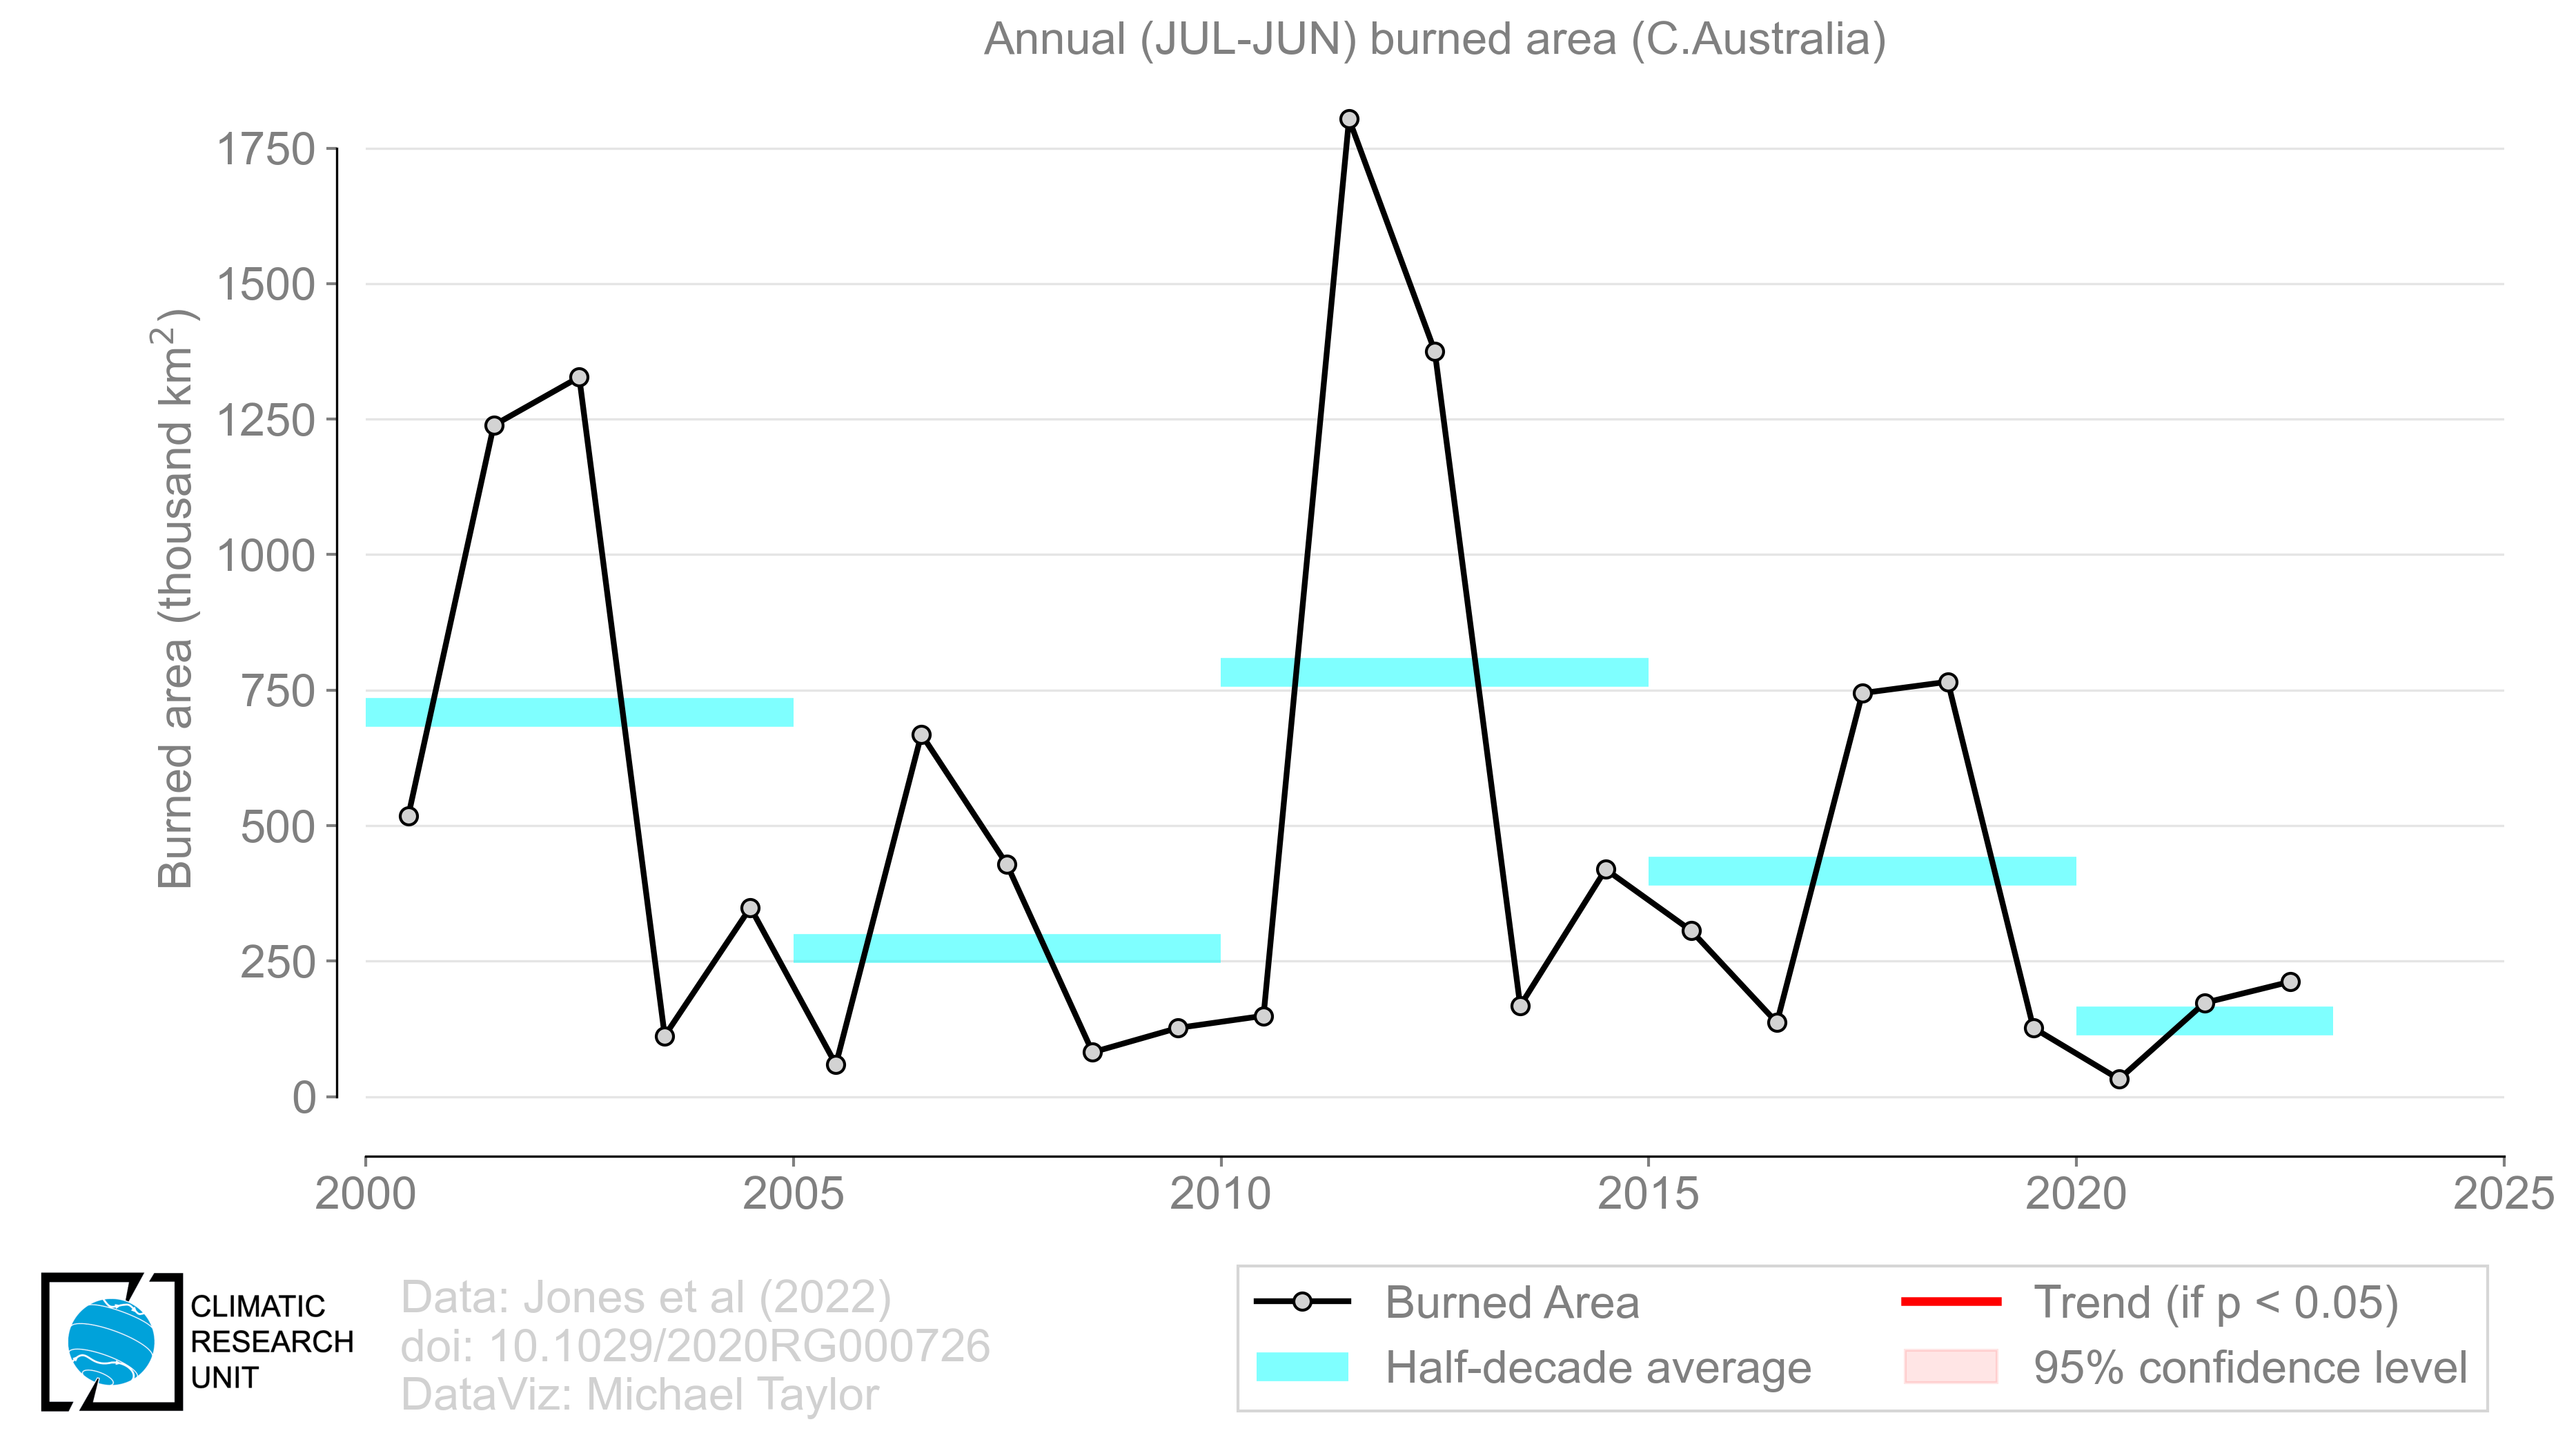 Annual (JUL-JUN) burned area (C.Australia)
Burned area (thousand km²)
1750
1500
1250
1000
750
500
250
0
2000 2005 2010 2015 2020 2025
CLIMATIC
RESEARCH
UNIT
Data: Jones et al (2022)
doi: 10.1029/2020RG000726
DataViz: Michael Taylor
Burned Area
Half-decade average
Trend (if p < 0.05)
95% confidence level